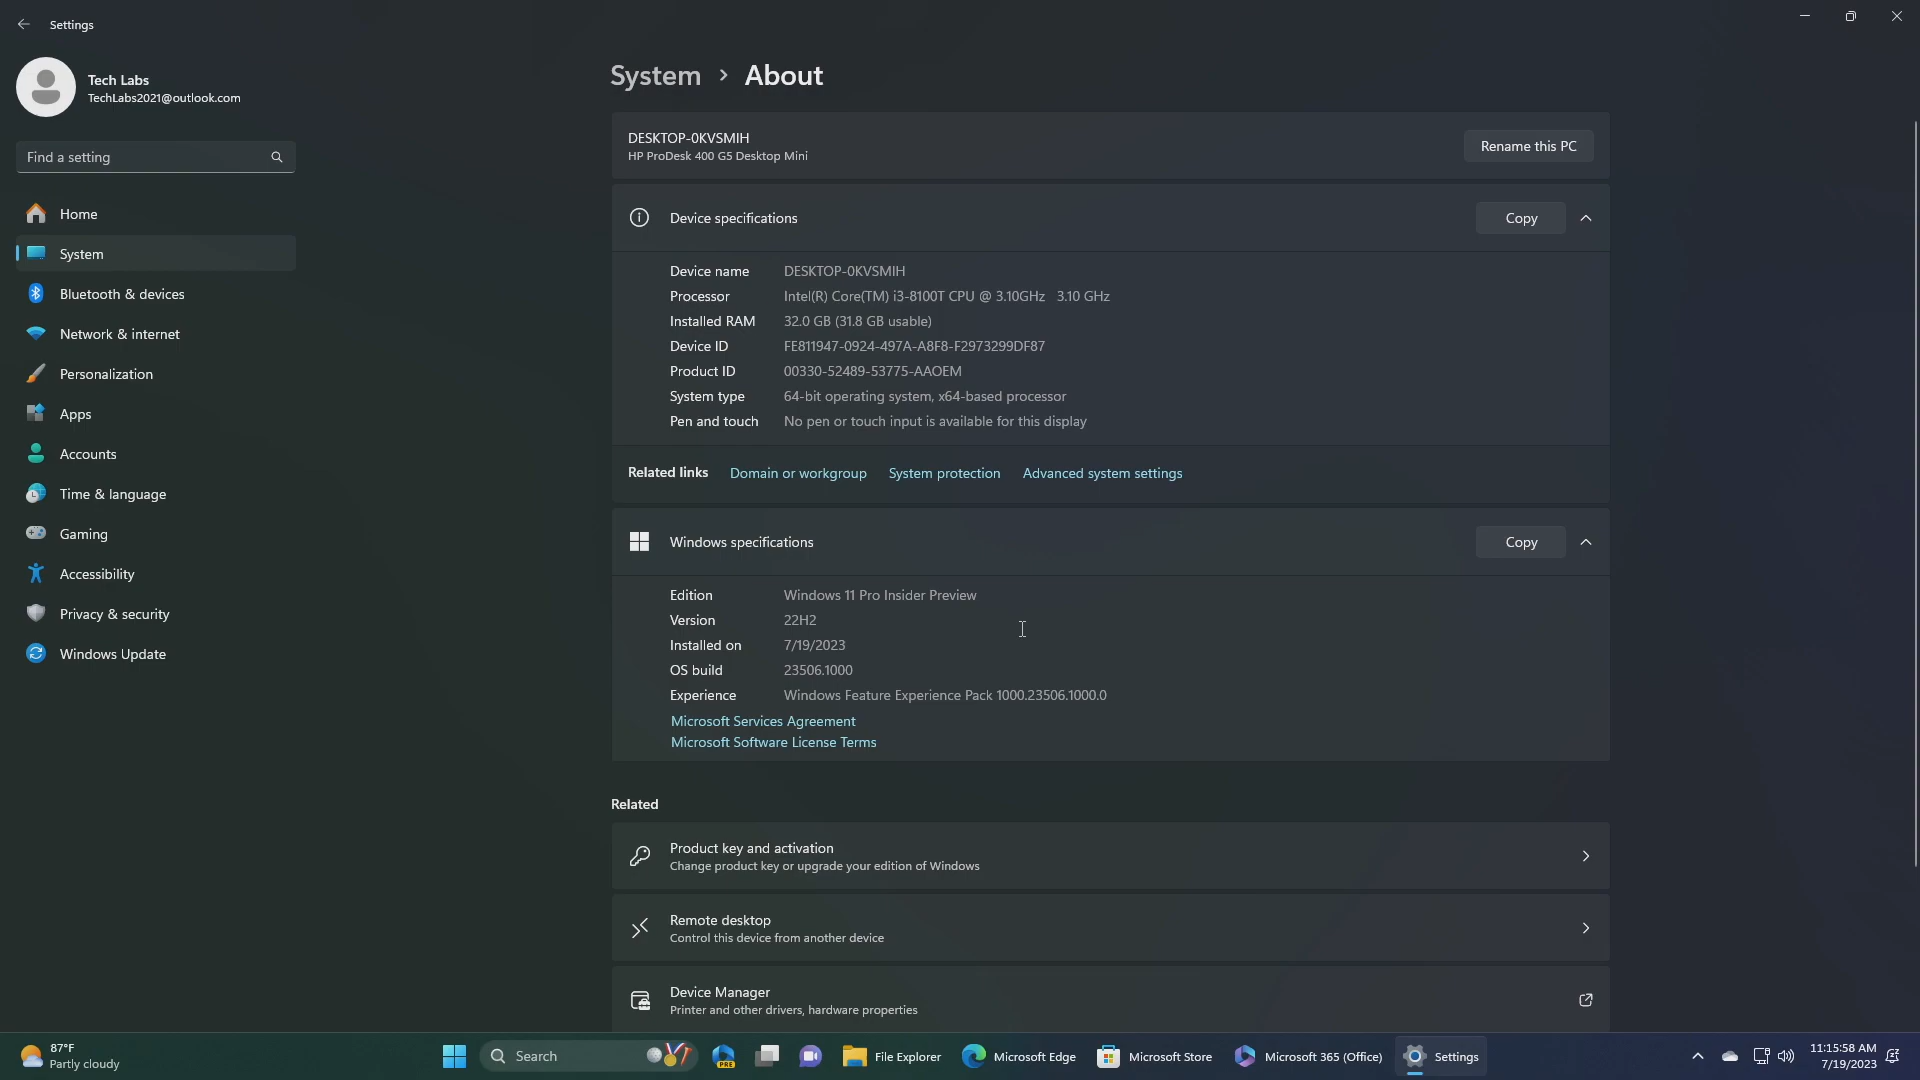 Settings
Tech Labs
TechLabs2021@outlook.com
Find a setting
Home
System
Bluetooth & devices
Network & internet
Personalization
Apps
Accounts
Time & language
Gaming
Accessibility
Privacy & security
Windows Update
System > About
DESKTOP-0KVSMIH
HP ProDesk 400 G5 Desktop Mini
Rename this PC
Device specifications
Copy
Device name DESKTOP-0KVSMIH
Processor Intel(R) Core(TM) i3-8100T CPU @ 3.10GHz 3.10 GHz
Installed RAM 32.0 GB (31.8 GB usable)
Device ID FE811947-0924-497A-A8F8-F2973299DF87
Product ID 00330-52489-53775-AAOEM
System type 64-bit operating system, x64-based processor
Pen and touch No pen or touch input is available for this display
Related links Domain or workgroup System protection Advanced system settings
Windows specifications
Copy
Edition Windows 11 Pro Insider Preview
Version 22H2
Installed on 7/19/2023
OS build 23506.1000
Experience Windows Feature Experience Pack 1000.23506.1000.0
Microsoft Services Agreement
Microsoft Software License Terms
Related
Product key and activation
Change product key or upgrade your edition of Windows
Remote desktop
Control this device from another device
Device Manager
Printer and other drivers, hardware properties
87°F
Partly cloudy
Search
PRE
File Explorer
Microsoft Edge
Microsoft Store
Microsoft 365 (Office)
Settings
11:15:58 AM
7/19/2023